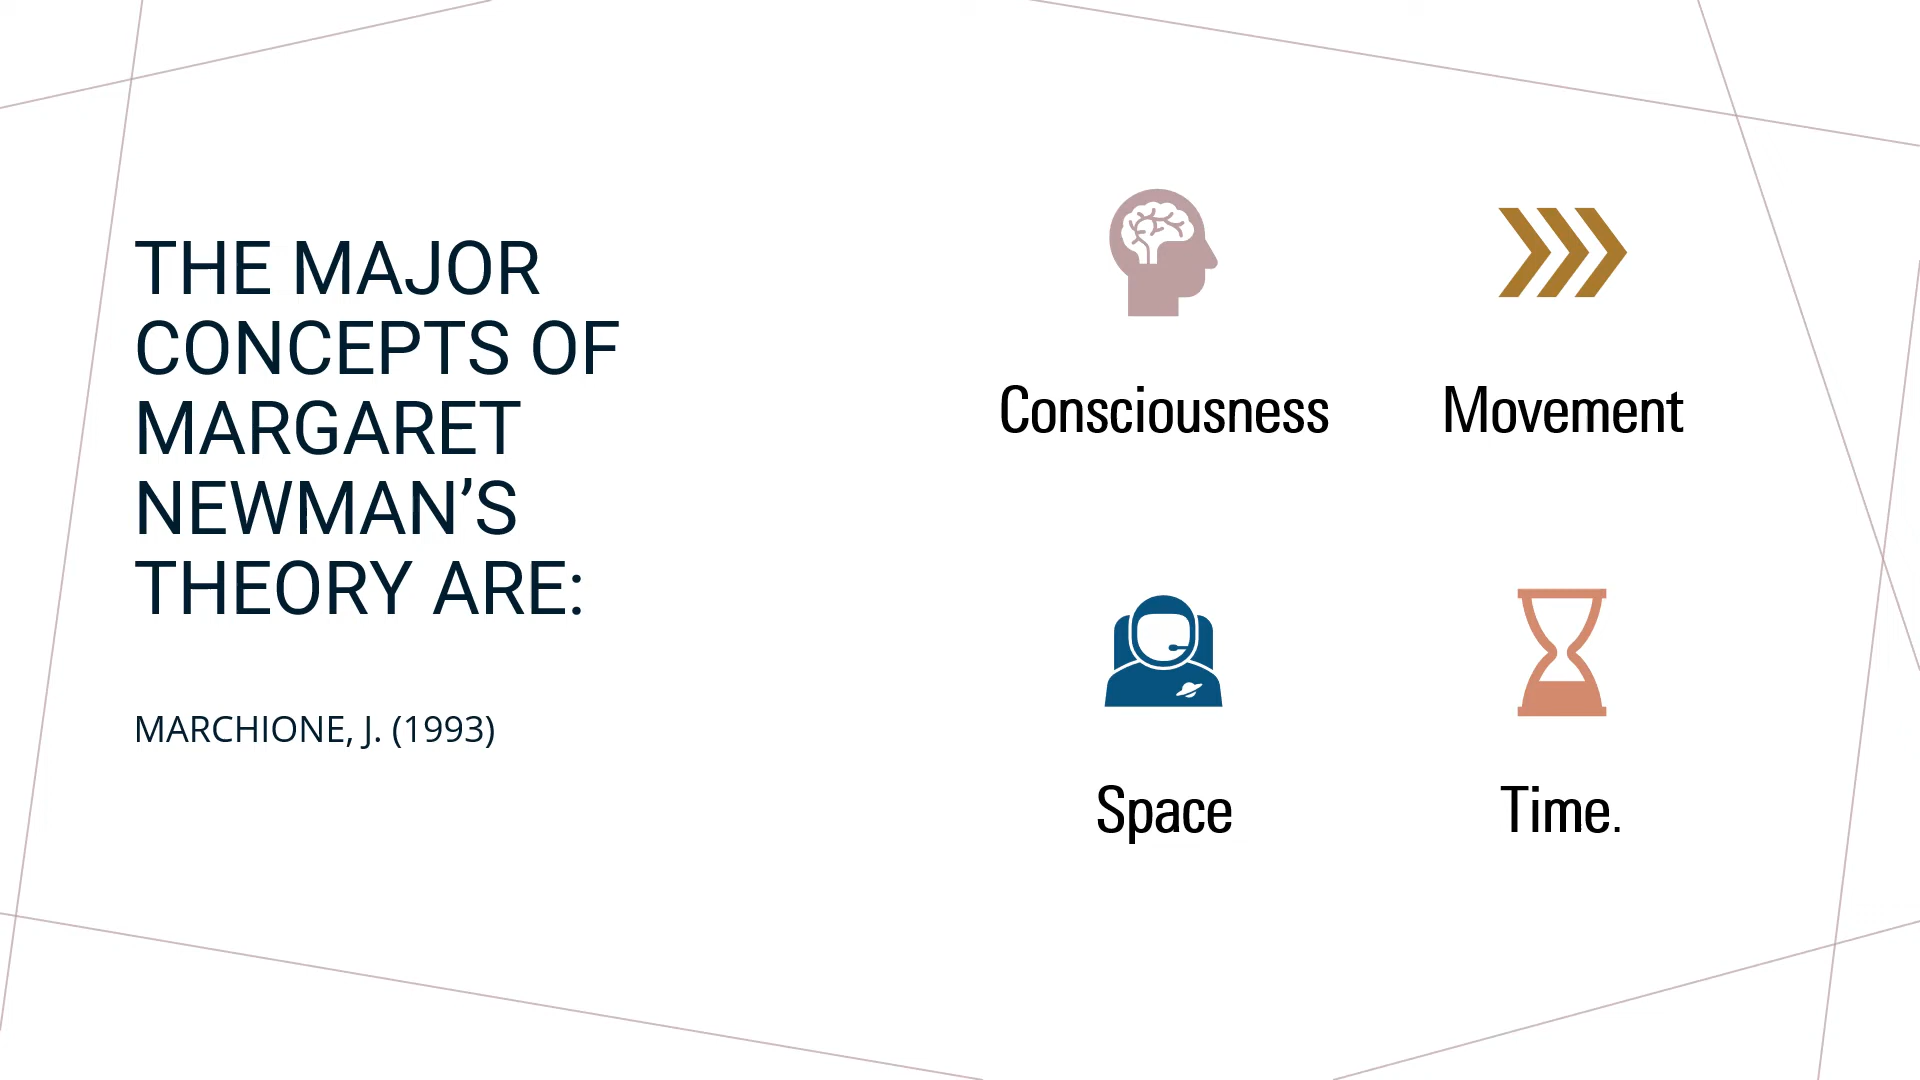 THE MAJOR
CONCEPTS OF
MARGARET
NEWMAN’S
THEORY ARE:
MARCHIONE, J. (1993)
Consciousness
Movement
Space
Time.